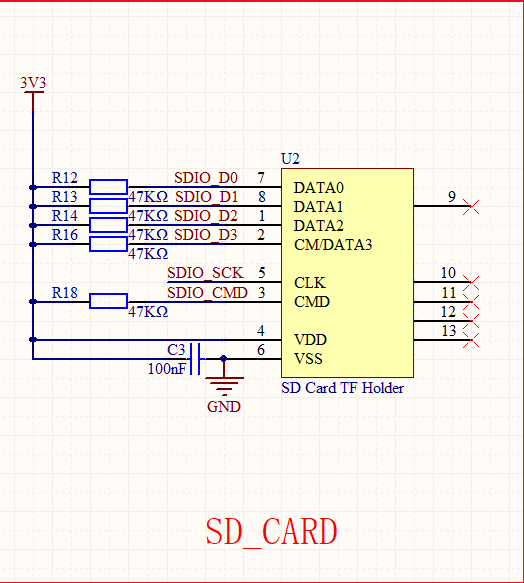 3V3
U2
R12 SDIO_D0 7 DATA0
R13 47KΩ SDIO_D1 8 DATA1 9
R14 47KΩ SDIO_D2 1 DATA2
R16 47KΩ SDIO_D3 2 CM/DATA3
47KΩ
SDIO_SCK 5 CLK 10
R18 SDIO_CMD 3 CMD 11
47KΩ 12
4 VDD 13
C3 6 VSS
100nF
SD Card TF Holder
GND
SD_CARD